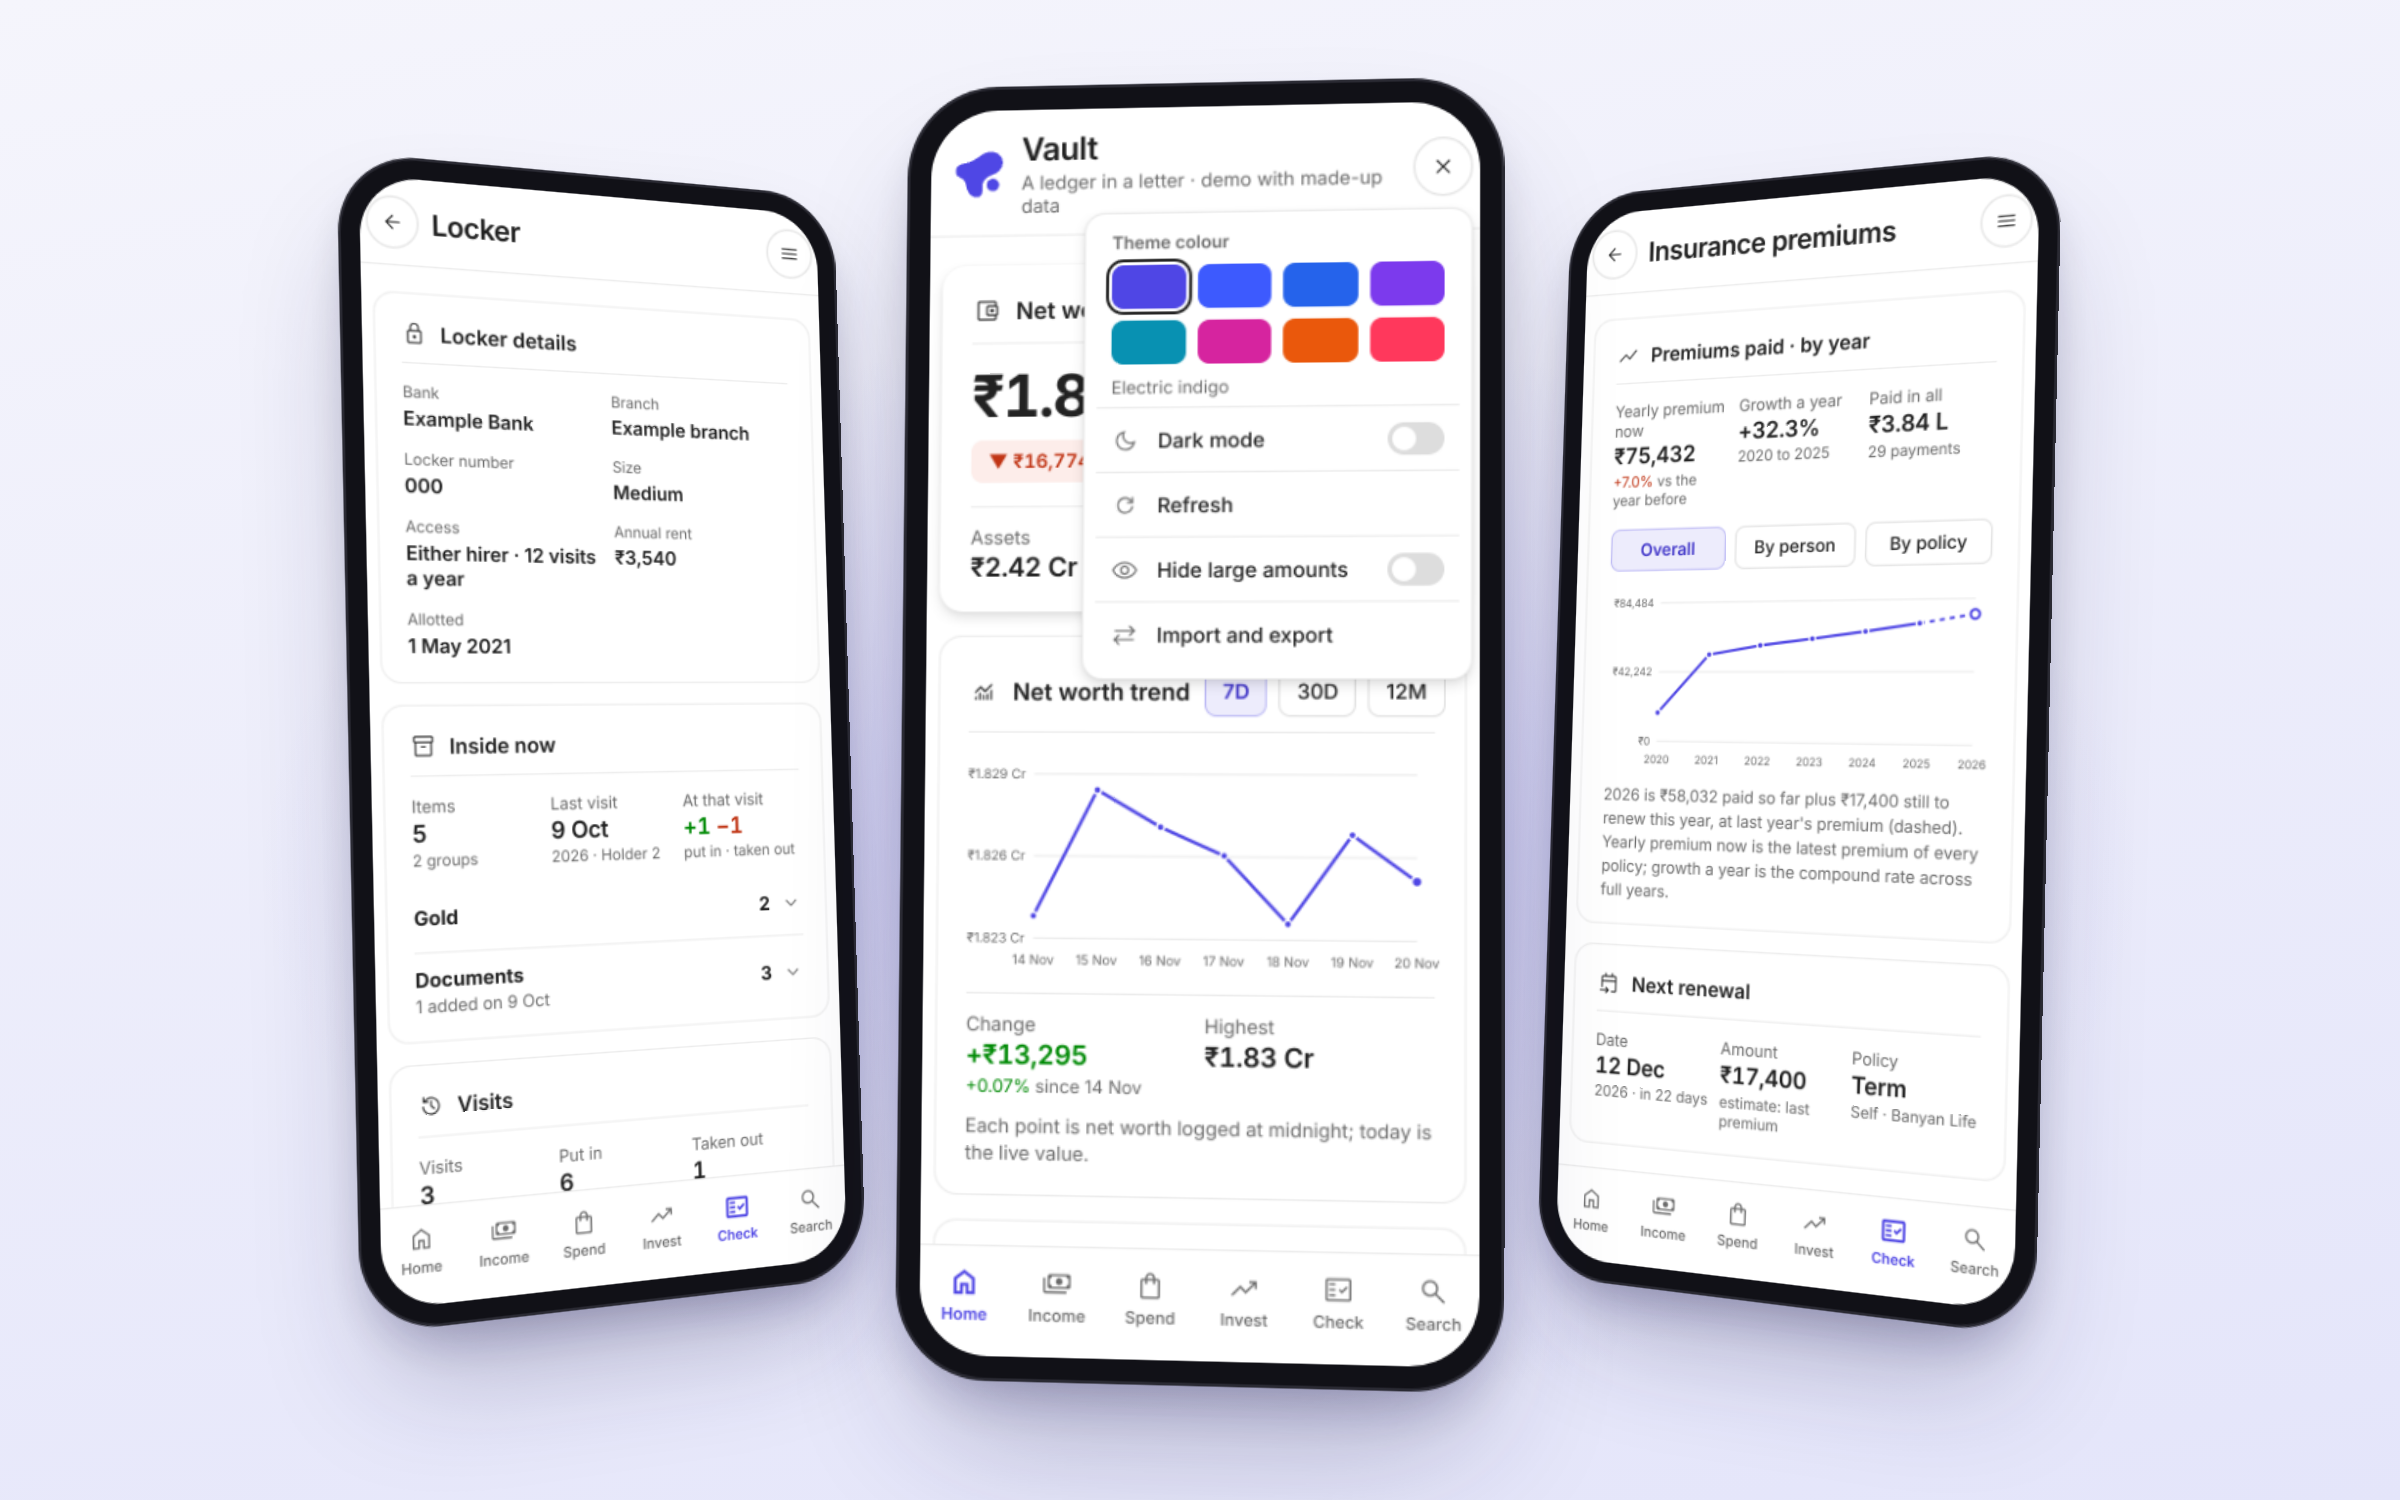 Locker
Locker details
Bank
Example Bank
Branch
Example branch
Locker number
000
Size
Medium
Access
Either hirer · 12 visits
a year
Annual rent
₹3,540
Allotted
1 May 2021
Inside now
Items
5
2 groups
Last visit
9 Oct
2026 · Holder 2
At that visit
+1 −1
put in · taken out
Gold
2
Documents
1 added on 9 Oct
3
Visits
Visits
3
Put in
6
Taken out
1
Home
Income
Spend
Invest
Check
Search
Vault
A ledger in a letter · demo with made-up
data
Theme colour
Electric indigo
Dark mode
Refresh
Hide large amounts
Import and export
₹1.8
▼ ₹16,774
Assets
₹2.42 Cr
Net worth trend
7D
30D
12M
₹1.829 Cr
₹1.826 Cr
₹1.823 Cr
14 Nov
15 Nov
16 Nov
17 Nov
18 Nov
19 Nov
20 Nov
Change
+₹13,295
+0.07% since 14 Nov
Highest
₹1.83 Cr
Each point is net worth logged at midnight; today is
the live value.
Home
Income
Spend
Invest
Check
Search
Insurance premiums
Premiums paid · by year
Yearly premium
now
₹75,432
+7.0% vs the
year before
Growth a year
+32.3%
2020 to 2025
Paid in all
₹3.84 L
29 payments
Overall
By person
By policy
₹84,484
₹42,242
₹0
2020
2021
2022
2023
2024
2025
2026
2026 is ₹58,032 paid so far plus ₹17,400 still to
renew this year, at last year's premium (dashed).
Yearly premium now is the latest premium of every
policy; growth a year is the compound rate across
full years.
Next renewal
Date
12 Dec
2026 · in 22 days
Amount
₹17,400
estimate: last
premium
Policy
Term
Self · Banyan Life
Home
Income
Spend
Invest
Check
Search